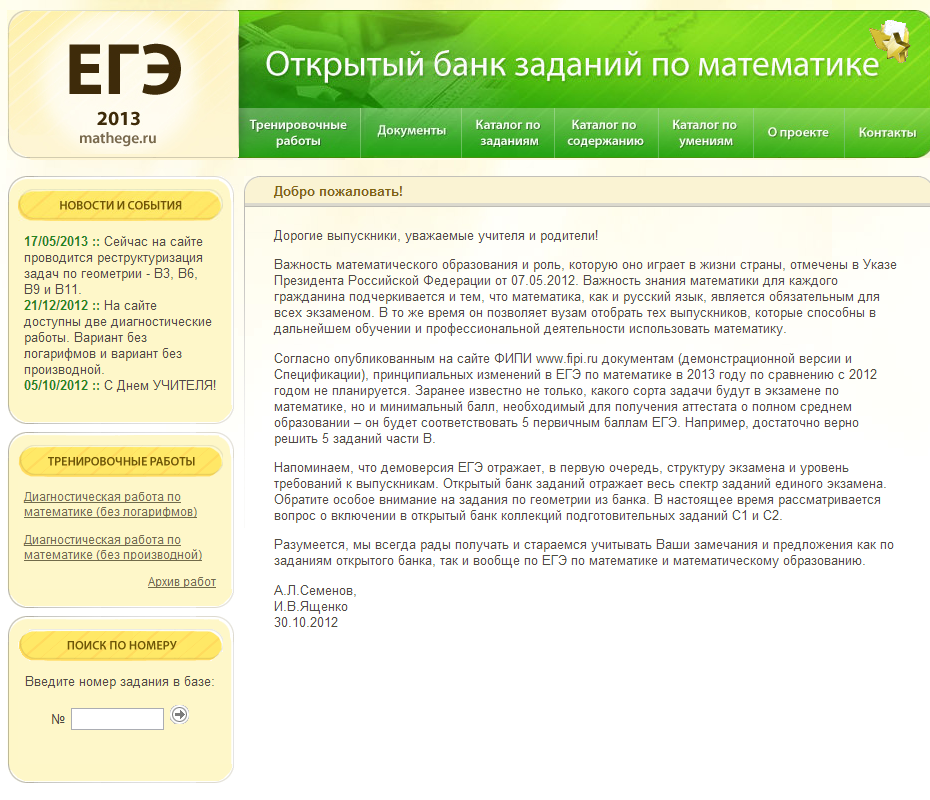 ЕГЭ
2013
mathege.ru
Открытый банк заданий по математике
Тренировочные
работы
Документы
Каталог по
заданиям
Каталог по
содержанию
Каталог по
умениям
О проекте
Контакты
НОВОСТИ И СОБЫТИЯ
17/05/2013 :: Сейчас на сайте
проводится реструктуризация
задач по геометрии - B3, B6,
B9 и B11.
21/12/2012 :: На сайте
доступны две диагностические
работы. Вариант без
логарифмов и вариант без
производной.
05/10/2012 :: С Днем УЧИТЕЛЯ!
ТРЕНИРОВОЧНЫЕ РАБОТЫ
Диагностическая работа по
математике (без логарифмов)
Диагностическая работа по
математике (без производной)
Архив работ
ПОИСК ПО НОМЕРУ
Введите номер задания в базе:
№
Добро пожаловать!
Дорогие выпускники, уважаемые учителя и родители!
Важность математического образования и роль, которую оно играет в жизни страны, отмечены в Указе
Президента Российской Федерации от 07.05.2012. Важность знания математики для каждого
гражданина подчеркивается и тем, что математика, как и русский язык, является обязательным для
всех экзаменом. В то же время он позволяет вузам отобрать тех выпускников, которые способны в
дальнейшем обучении и профессиональной деятельности использовать математику.
Согласно опубликованным на сайте ФИПИ www.fipi.ru документам (демонстрационной версии и
Спецификации), принципиальных изменений в ЕГЭ по математике в 2013 году по сравнению с 2012
годом не планируется. Заранее известно не только, какого сорта задачи будут в экзамене по
математике, но и минимальный балл, необходимый для получения аттестата о полном среднем
образовании – он будет соответствовать 5 первичным баллам ЕГЭ. Например, достаточно верно
решить 5 заданий части В.
Напоминаем, что демоверсия ЕГЭ отражает, в первую очередь, структуру экзамена и уровень
требований к выпускникам. Открытый банк заданий отражает весь спектр заданий единого экзамена.
Обратите особое внимание на задания по геометрии из банка. В настоящее время рассматривается
вопрос о включении в открытый банк коллекций подготовительных заданий С1 и С2.
Разумеется, мы всегда рады получать и стараемся учитывать Ваши замечания и предложения как по
заданиям открытого банка, так и вообще по ЕГЭ по математике и математическому образованию.
А.Л.Семенов,
И.В.Ященко
30.10.2012